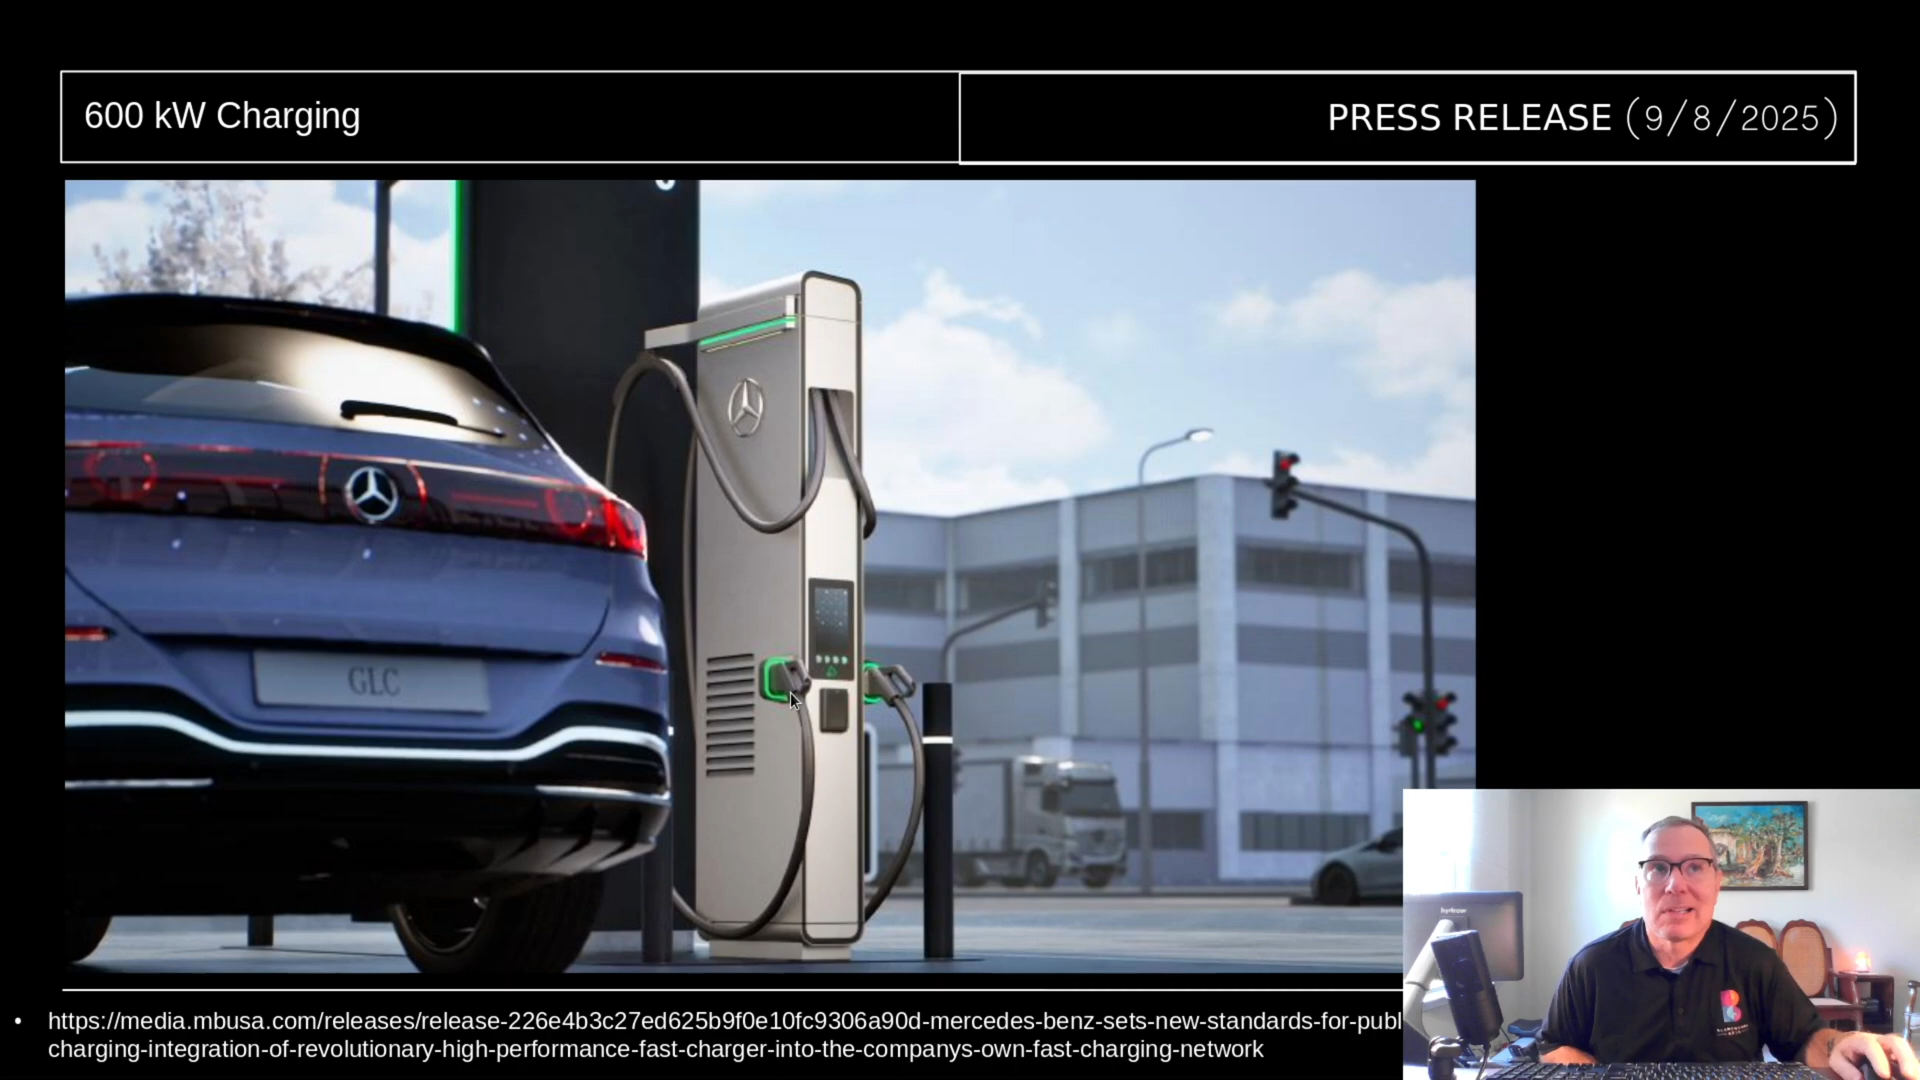 600 kW Charging
PRESS RELEASE (9/8/2025)
GLC
• https://media.mbusa.com/releases/release-226e4b3c27ed625b9f0e10fc9306a90d-mercedes-benz-sets-new-standards-for-publ
charging-integration-of-revolutionary-high-performance-fast-charger-into-the-companys-own-fast-charging-network